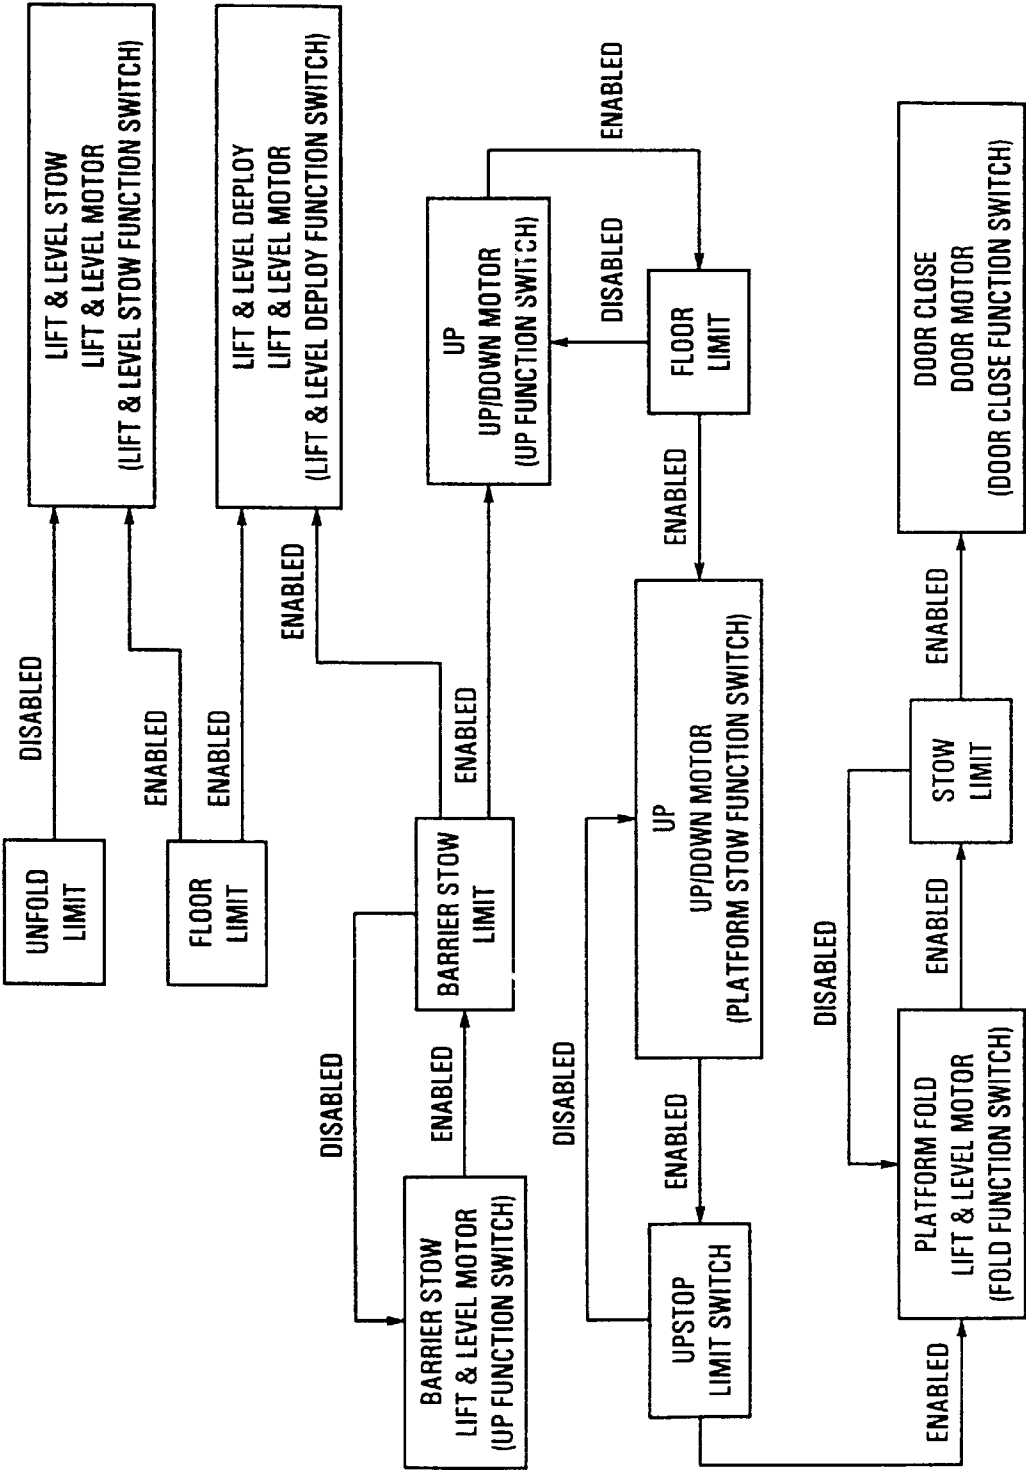 UNFOLD
LIMIT
DISABLED
LIFT & LEVEL STOW
LIFT & LEVEL MOTOR
(LIFT & LEVEL STOW FUNCTION SWITCH)
ENABLED
FLOOR
LIMIT
ENABLED
LIFT & LEVEL DEPLOY
LIFT & LEVEL MOTOR
(LIFT & LEVEL DEPLOY FUNCTION SWITCH)
ENABLED
DISABLED
BARRIER STOW
LIFT & LEVEL MOTOR
(UP FUNCTION SWITCH)
ENABLED
BARRIER STOW
LIMIT
ENABLED
UP
UP/DOWN MOTOR
(UP FUNCTION SWITCH)
ENABLED
DISABLED
FLOOR
LIMIT
ENABLED
UP
UP/DOWN MOTOR
(PLATFORM STOW FUNCTION SWITCH)
DISABLED
ENABLED
UPSTOP
LIMIT SWITCH
ENABLED
PLATFORM FOLD
LIFT & LEVEL MOTOR
(FOLD FUNCTION SWITCH)
DISABLED
ENABLED
STOW
LIMIT
ENABLED
DOOR CLOSE
DOOR MOTOR
(DOOR CLOSE FUNCTION SWITCH)